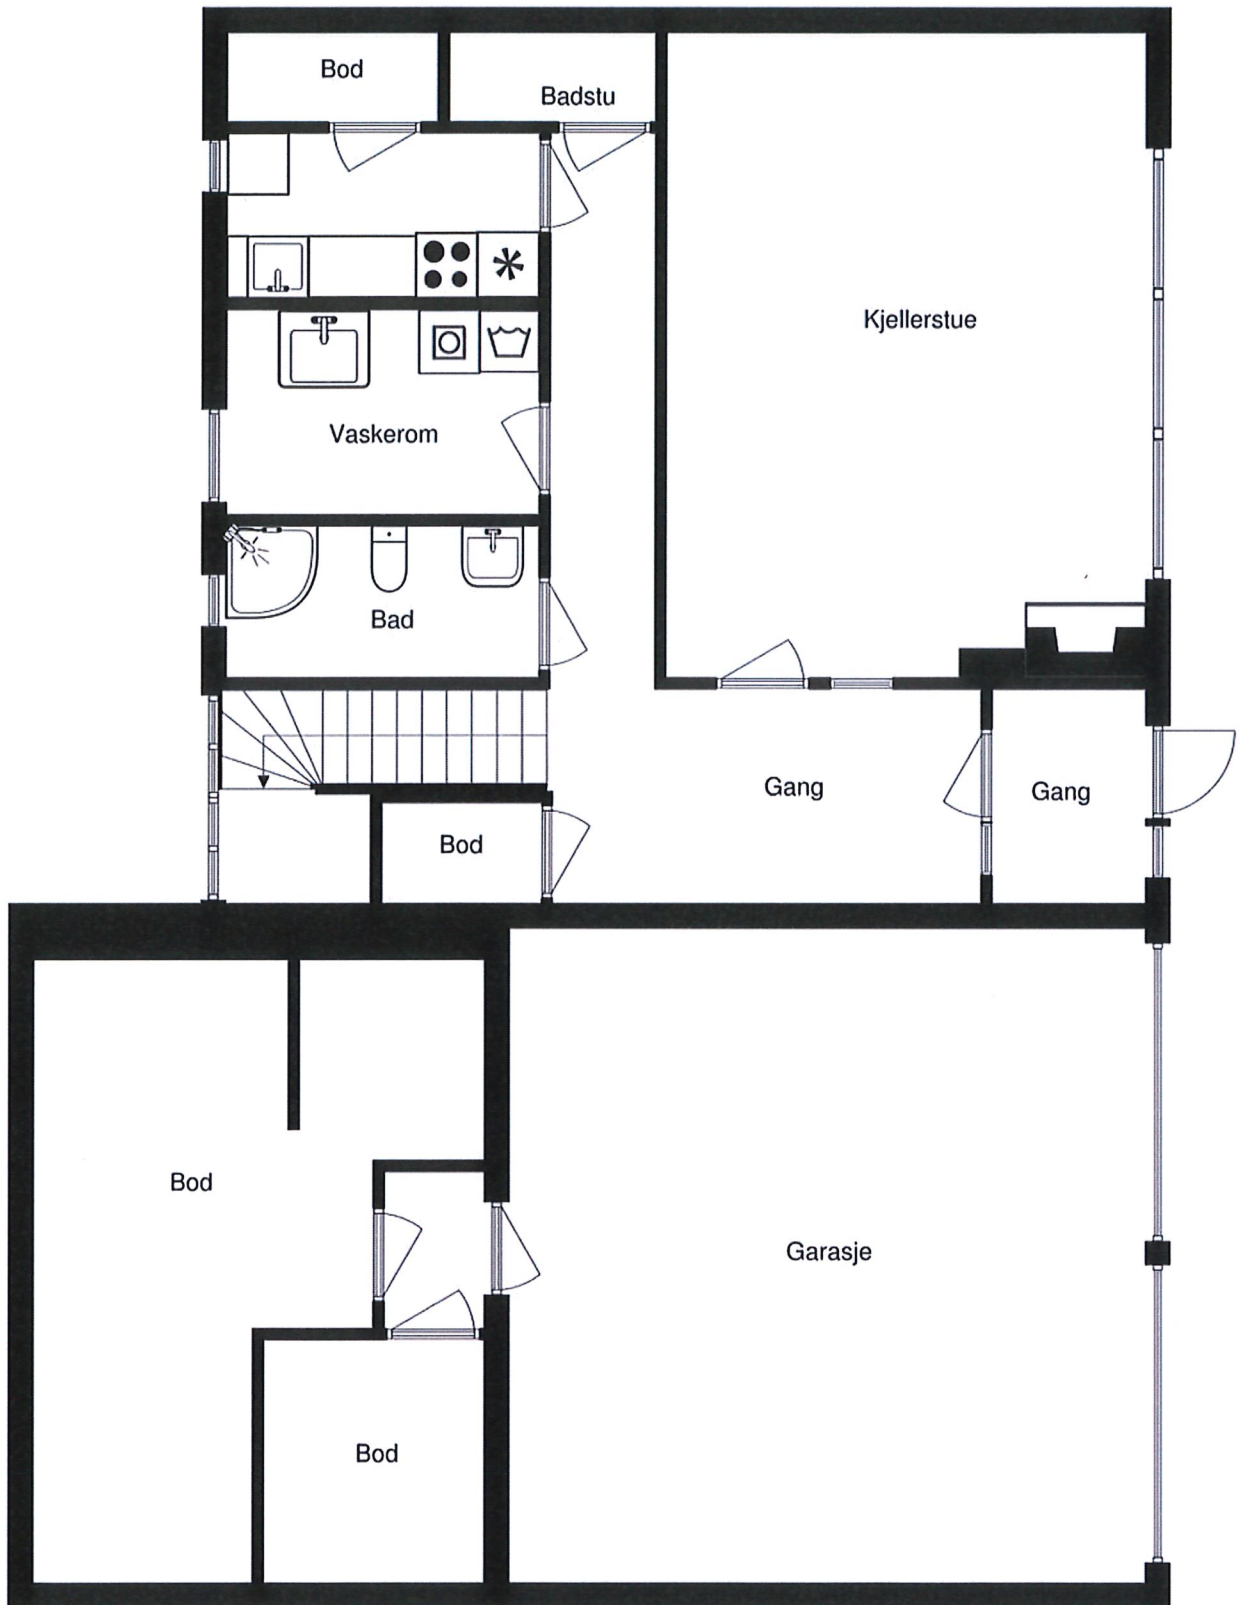 Bod
Badstu
Kjellerstue
Vaskerom
Bad
Gang
Gang
Bod
Bod
Garasje
Bod